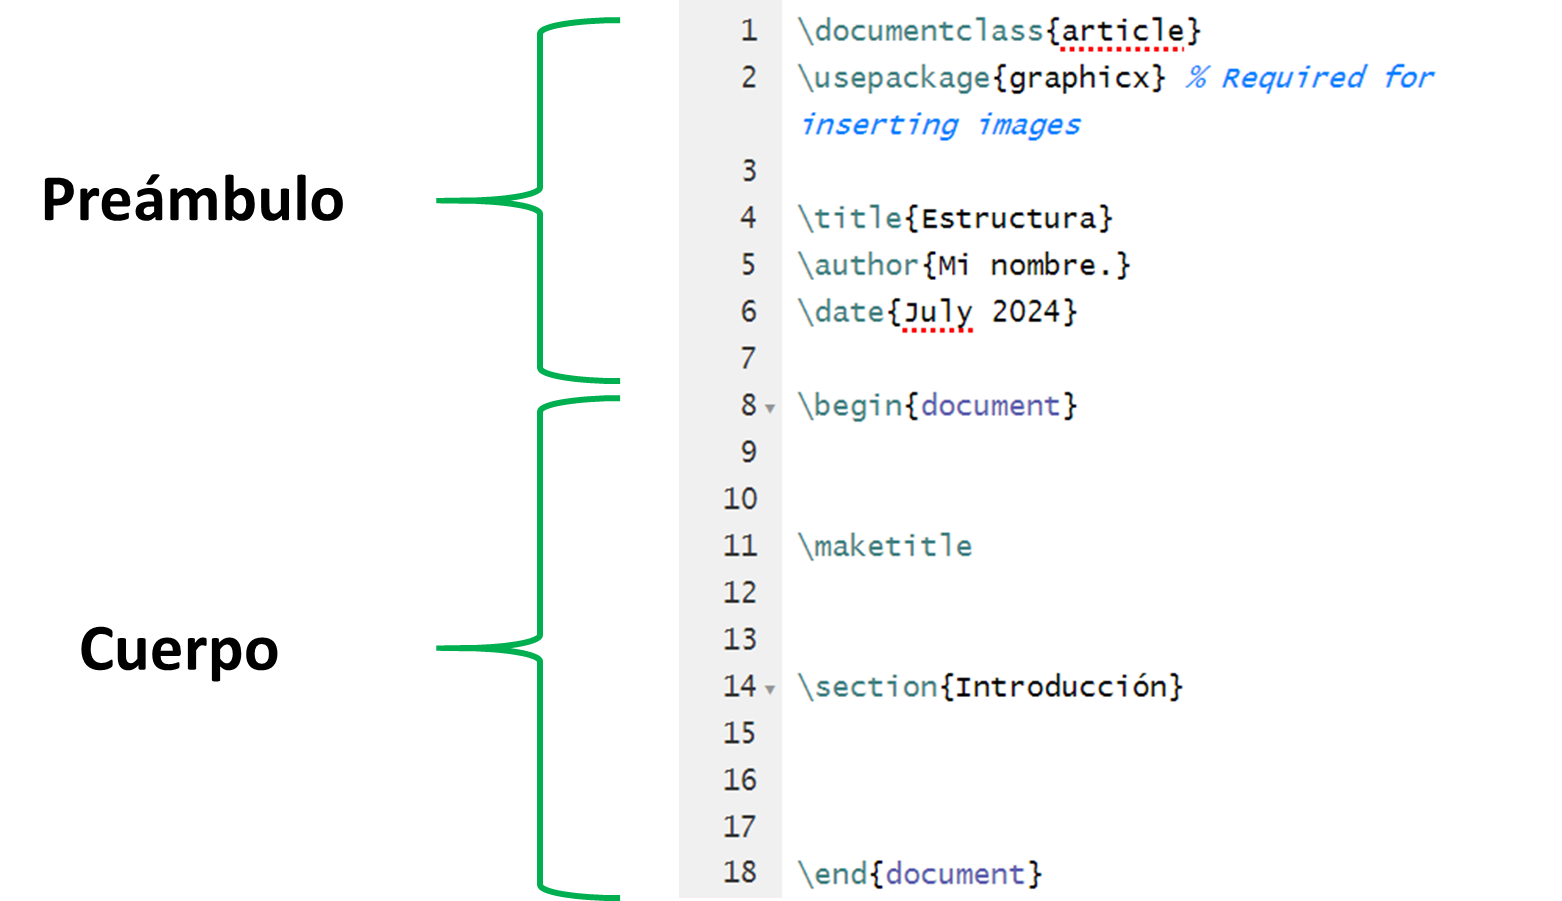 Preámbulo
Cuerpo
1 \documentclass{article}
2 \usepackage{graphicx} % Required for
inserting images
3
4 \title{Estructura}
5 \author{Mi nombre.}
6 \date{July 2024}
7
8 \begin{document}
9
10
11 \maketitle
12
13
14 \section{Introducción}
15
16
17
18 \end{document}